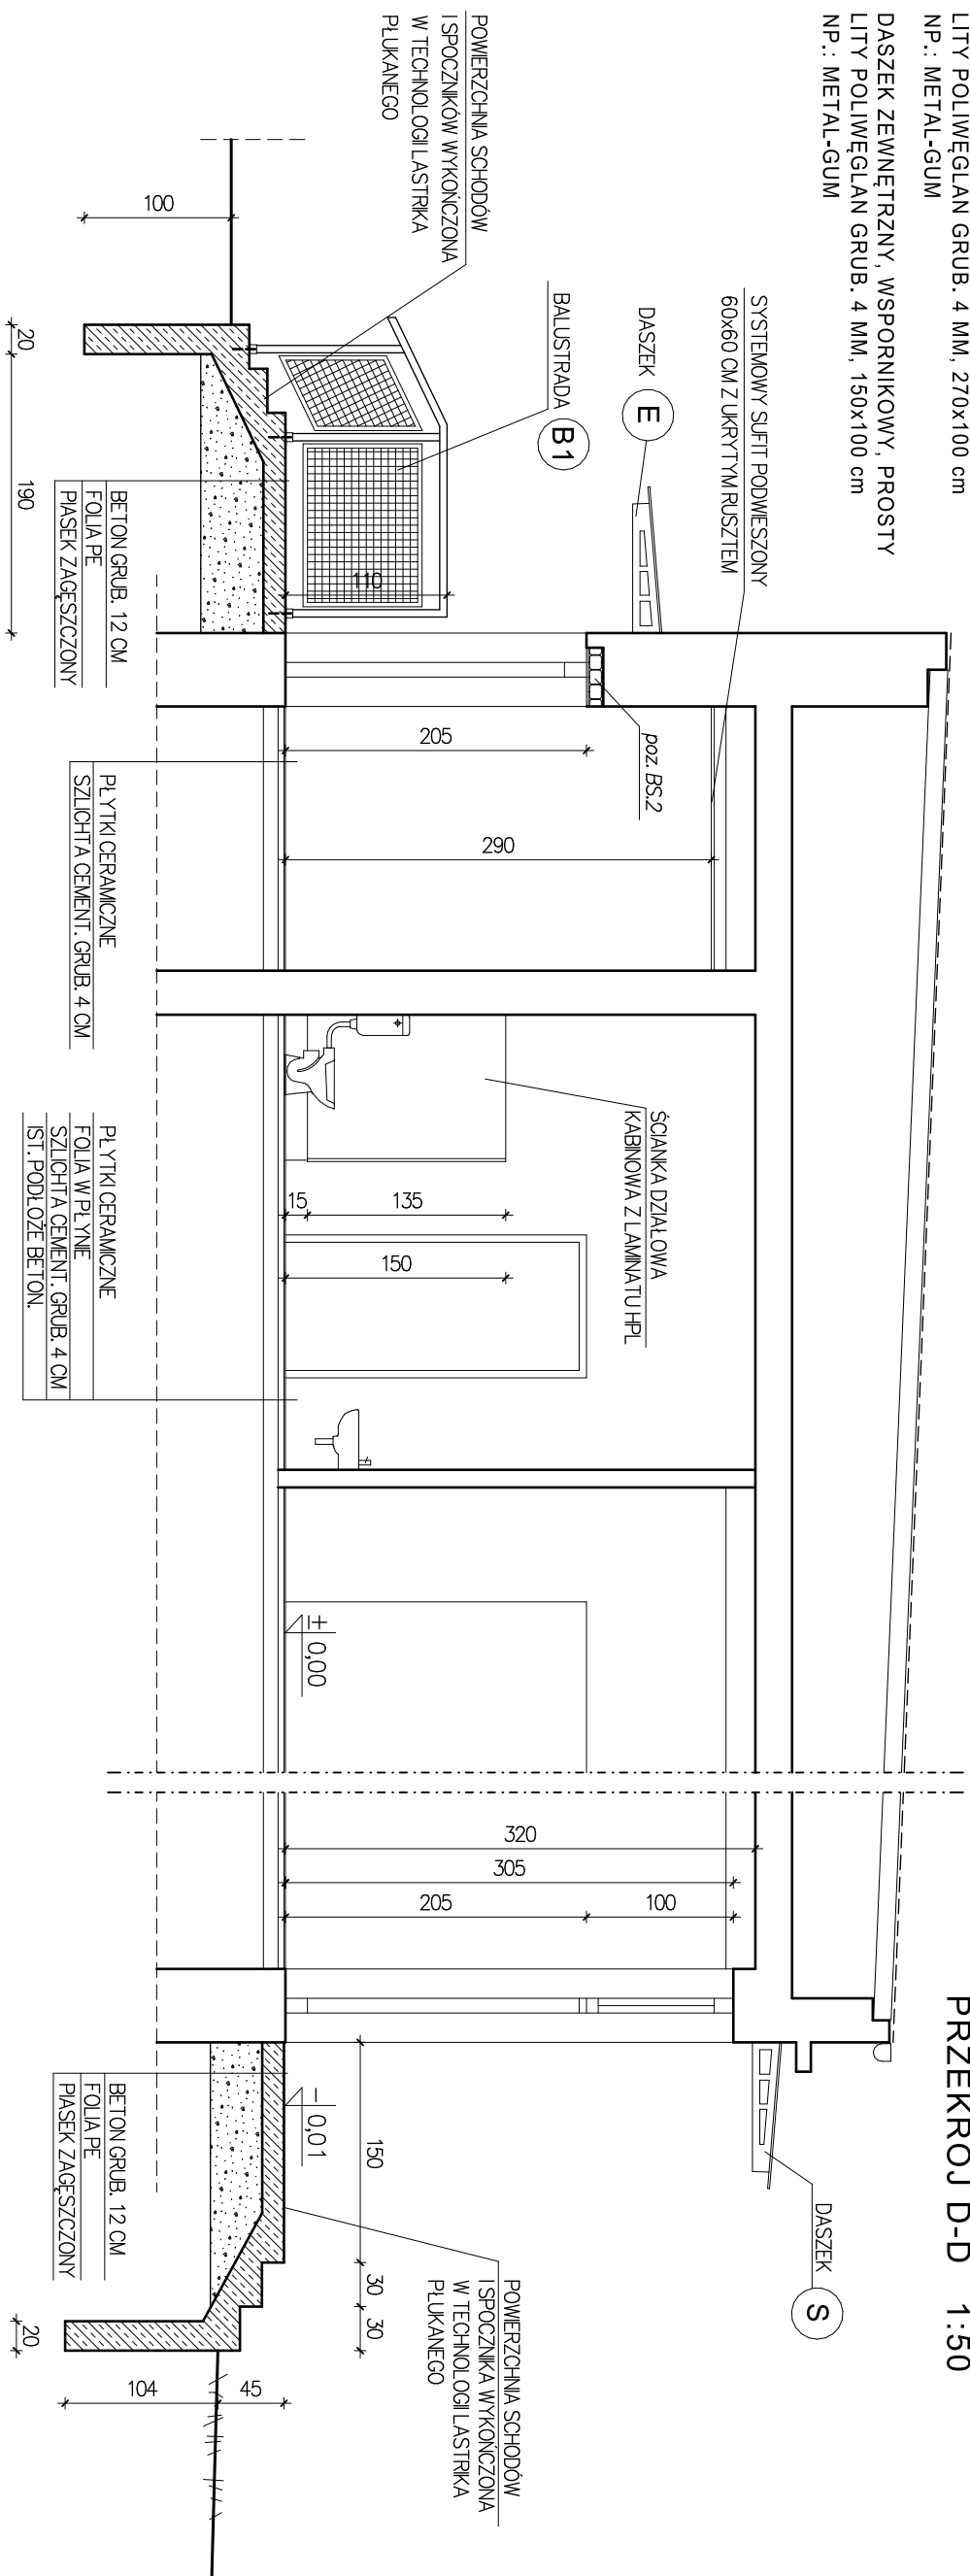 LITY POLIWĘGLAN GRUB. 4 MM, 270x100 cm
NP.: METAL-GUM
DASZEK ZEWNĘTRZNY, WSPORNIKOWY, PROSTY
LITY POLIWĘGLAN GRUB. 4 MM, 150x100 cm
NP.: METAL-GUM
PRZEKRÓJ D-D 1:50
SYSTEMOWY SUFIT PODWIESZONY
60x60 CM Z UKRYTYM RUSZTEM
DASZEK
E
BALUSTRADA
B1
POWIERZCHNIA SCHODÓW
I SPOCZNIKÓW WYKOŃCZONA
W TECHNOLOGII LASTRIKA
PŁUKANEGO
poz. BS.2
ŚCIANKA DZIAŁOWA
KABINOWA Z LAMINATU HPL
DASZEK
S
POWIERZCHNIA SCHODÓW
I SPOCZNIKA WYKOŃCZONA
W TECHNOLOGII LASTRIKA
PŁUKANEGO
100
20
190
110
205
290
15
135
150
± 0,00
320
305
205
100
− 0,01
150
30
30
20
104
45
BETON GRUB. 12 CM
FOLIA PE
PIASEK ZAGĘSZCZONY
PŁYTKI CERAMICZNE
SZLICHTA CEMENT. GRUB. 4 CM
PŁYTKI CERAMICZNE
FOLIA W PŁYNIE
SZLICHTA CEMENT. GRUB. 4 CM
IST. PODŁOŻE BETON.
BETON GRUB. 12 CM
FOLIA PE
PIASEK ZAGĘSZCZONY